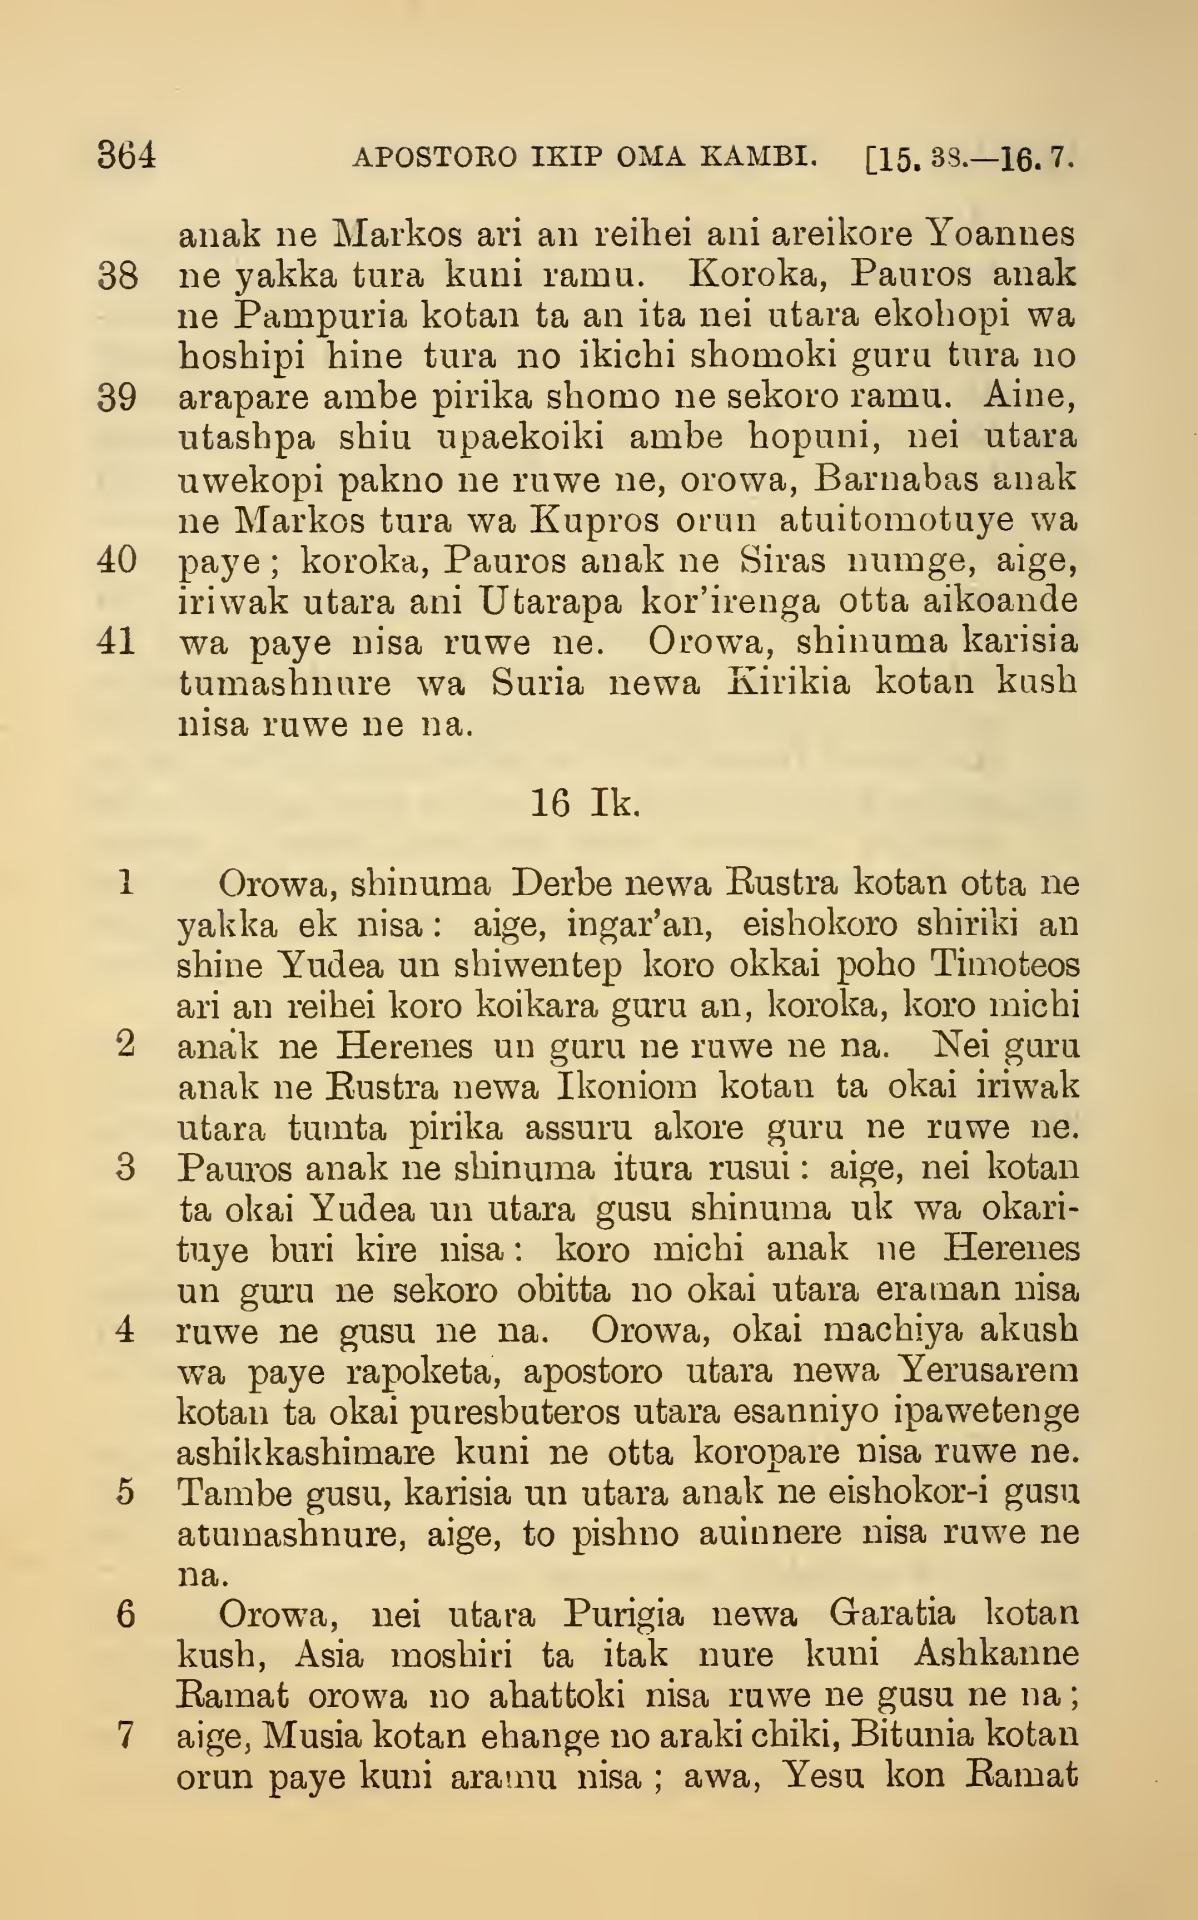 364 APOSTORO IKIP OMA KAMBI. [15. 38.—16. 7.
anak ne Markos ari an reihei ani areikore Yoannes
38 ne yakka tura kuni ramu. Koroka, Pauros anak
ne Pampuria kotan ta an ita nei utara ekohopi wa
hoshipi hine tura no ikichi shomoki guru tura no
39 arapare ambe pirika shomo ne sekoro ramu. Aine,
utashpa shiu upaekoiki ambe hopuni, nei utara
uwekopi pakno ne ruwe ne, orowa, Barnabas anak
ne Markos tura wa Kupros orun atuitomotuye wa
40 paye; koroka, Pauros anak ne Siras numge, aige,
iriwak utara ani Utarapa kor'irenga otta aikoande
41 wa paye nisa ruwe ne. Orowa, shinuma karisia
tumashnure wa Suria newa Kirikia kotan kush
nisa ruwe ne na.
16 Ik.
1 Orowa, shinuma Derbe newa Rustra kotan otta ne
yakka ek nisa: aige, ingar'an, eishokoro shiriki an
shine Yudea un shiwentep koro okkai poho Timoteos
ari an reihei koro koikara guru an, koroka, koro michi
2 anak ne Herenes un guru ne ruwe ne na. Nei guru
anak ne Rustra newa Ikoniom kotan ta okai iriwak
utara tumta pirika assuru akore guru ne ruwe ne.
3 Pauros anak ne shinuma itura rusui: aige, nei kotan
ta okai Yudea un utara gusu shinuma uk wa okari-
tuye buri kire nisa: koro michi anak ne Herenes
un guru ne sekoro obitta no okai utara eraman nisa
4 ruwe ne gusu ne na. Orowa, okai machiya akush
wa paye rapoketa, apostoro utara newa Yerusarem
kotan ta okai puresbuteros utara esanniyo ipawetenge
ashikkashimare kuni ne otta koropare nisa ruwe ne.
5 Tambe gusu, karisia un utara anak ne eishokor-i gusu
atumashnure, aige, to pishno auinnere nisa ruwe ne
na.
6 Orowa, nei utara Purigia newa Garatia kotan
kush, Asia moshiri ta itak nure kuni Ashkanne
Ramat orowa no ahattoki nisa ruwe ne gusu ne na;
7 aige, Musia kotan ehange no araki chiki, Bitunia kotan
orun paye kuni aramu nisa; awa, Yesu kon Ramat